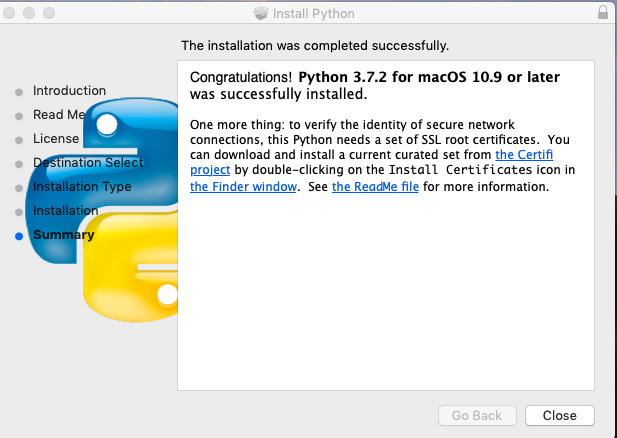 Install Python
The installation was completed successfully.
Introduction
Read Me
License
Destination Select
Installation Type
Installation
Summary
Congratulations! Python 3.7.2 for macOS 10.9 or later
was successfully installed.
One more thing: to verify the identity of secure network
connections, this Python needs a set of SSL root certificates.  You
can download and install a current curated set from the Certifi
project by double-clicking on the Install Certificates icon in
the Finder window.  See the ReadMe file for more information.
Go Back
Close